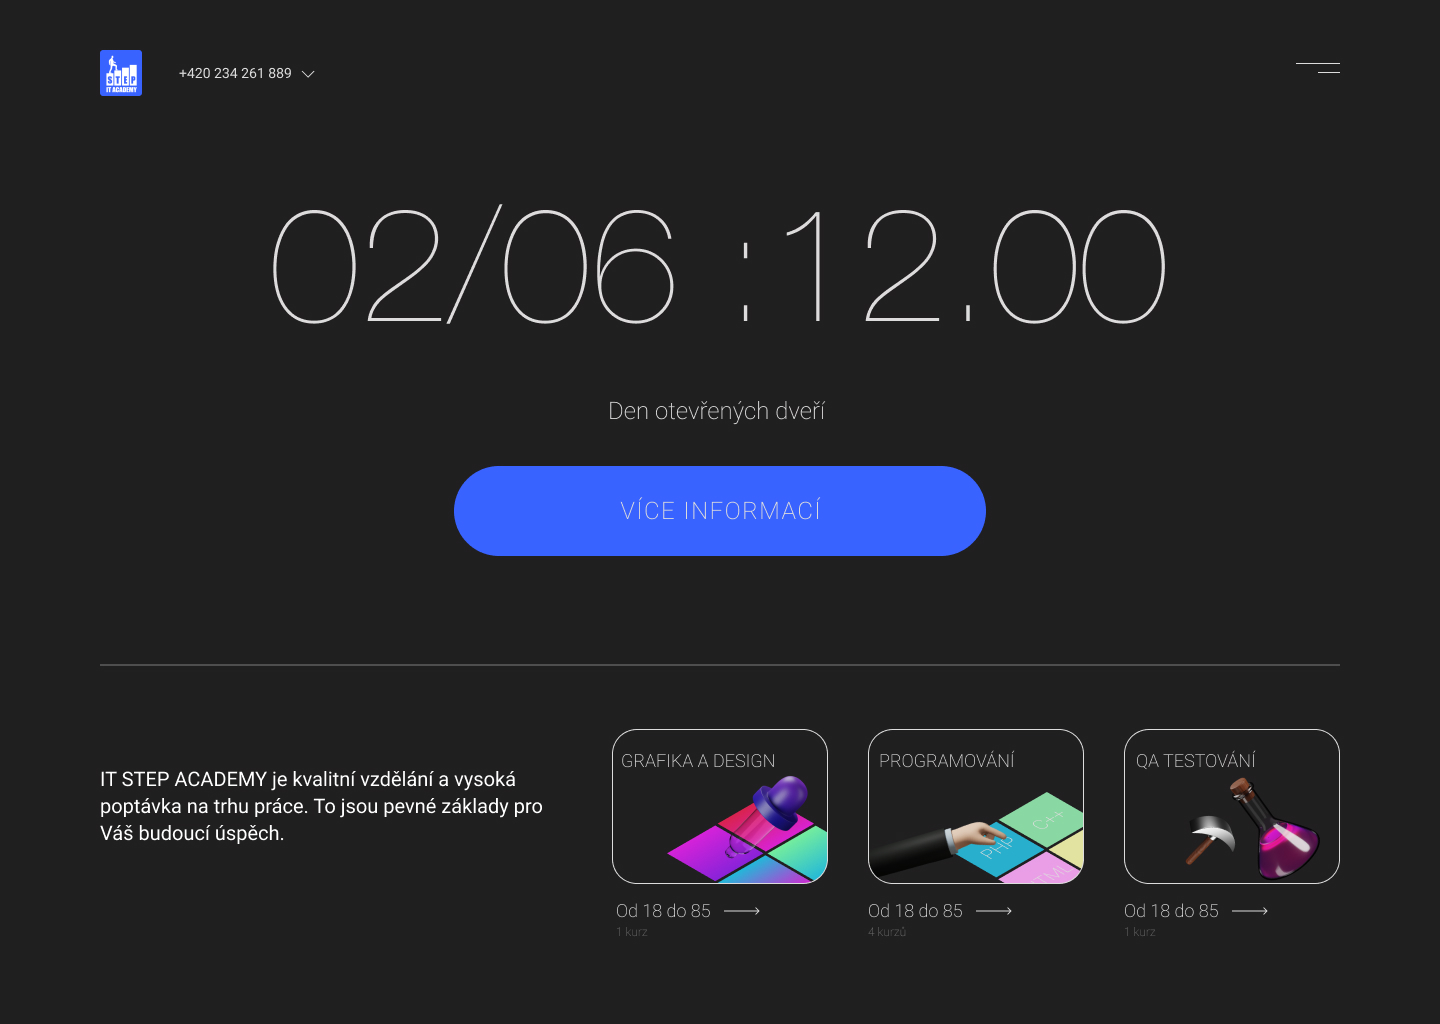 STEP
IT ACADEMY
+420 234 261 889
02/06 :12.00
Den otevřených dveří
VÍCE INFORMACÍ
IT STEP ACADEMY je kvalitní vzdělání a vysoká
poptávka na trhu práce. To jsou pevné základy pro
Váš budoucí úspěch.
GRAFIKA A DESIGN
Od 18 do 85
1 kurz
PROGRAMOVÁNÍ
C++
PHP
HTML
Od 18 do 85
4 kurzů
QA TESTOVÁNÍ
Od 18 do 85
1 kurz